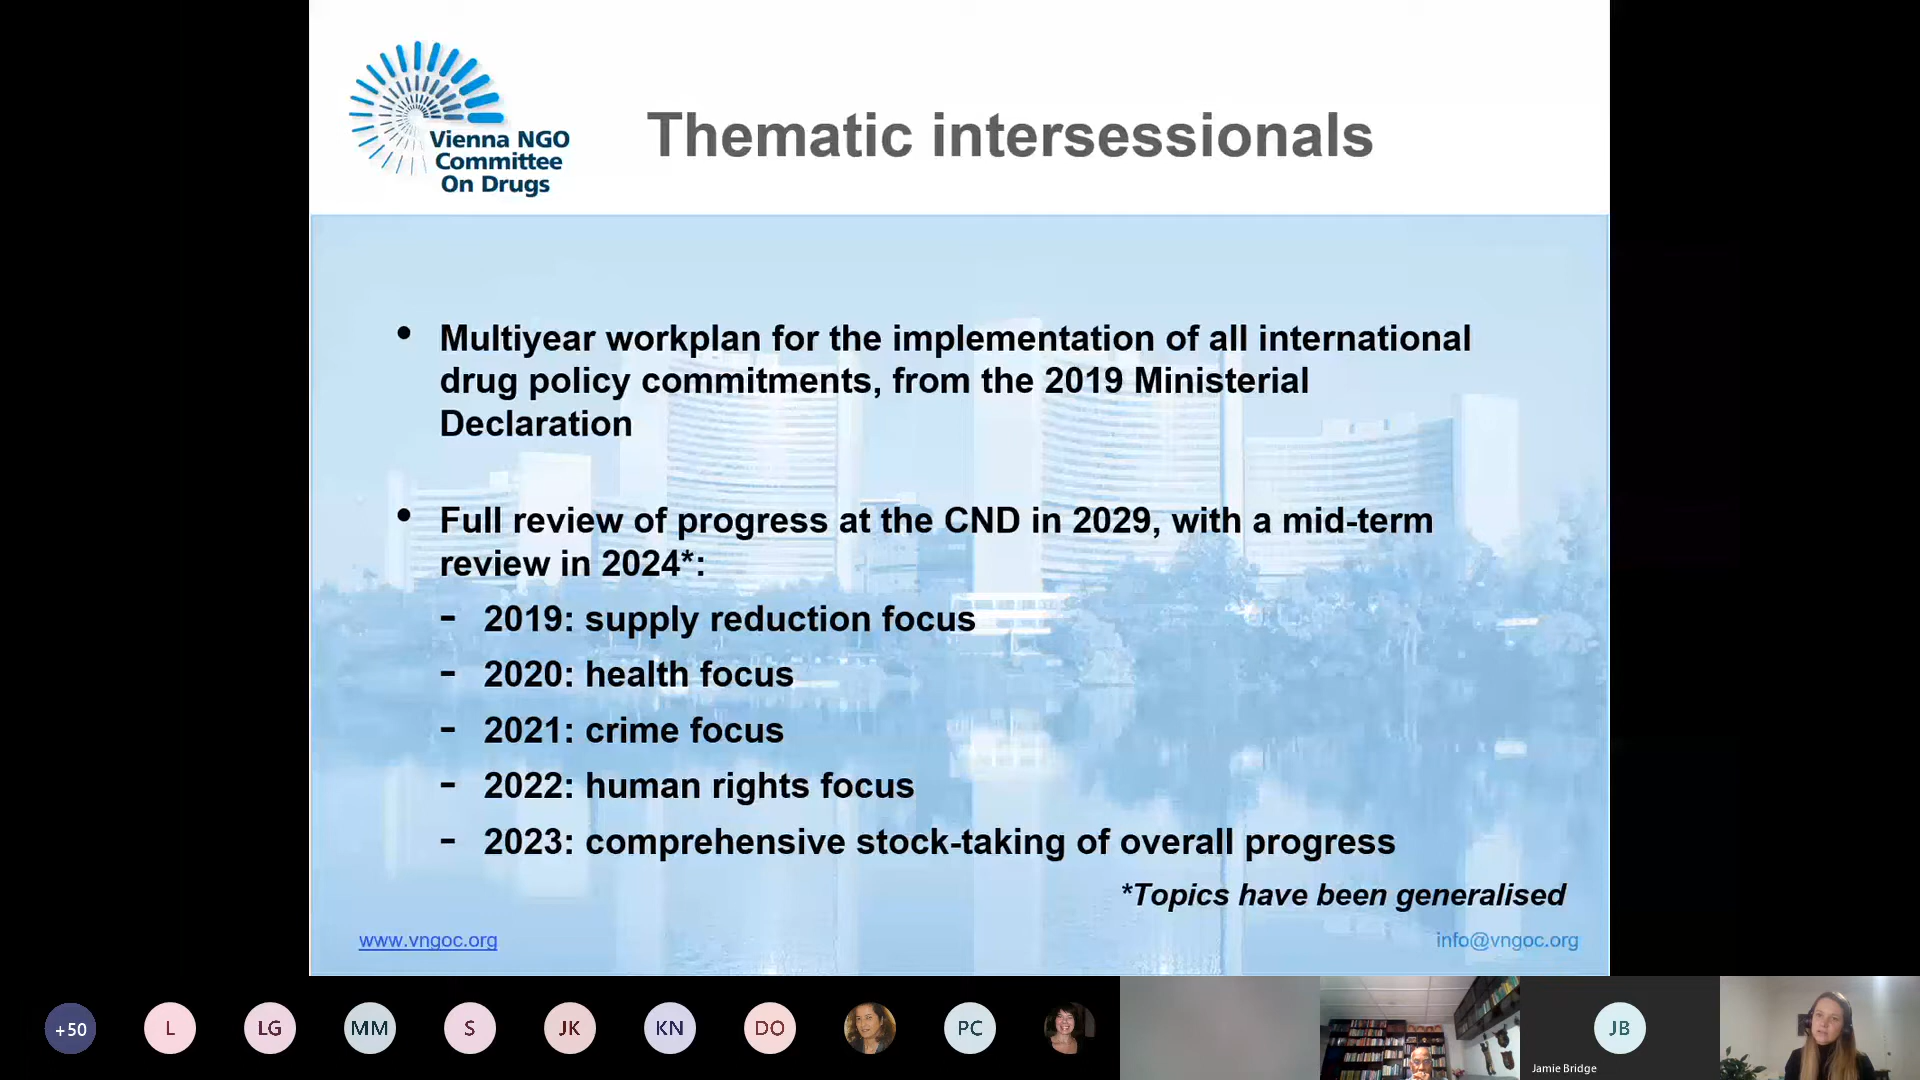 Vienna NGO
Committee
On Drugs
Thematic intersessionals
• Multiyear workplan for the implementation of all international
drug policy commitments, from the 2019 Ministerial
Declaration
• Full review of progress at the CND in 2029, with a mid-term
review in 2024*:
- 2019: supply reduction focus
- 2020: health focus
- 2021: crime focus
- 2022: human rights focus
- 2023: comprehensive stock-taking of overall progress
*Topics have been generalised
www.vngoc.org
info@vngoc.org
+50
L
LG
MM
S
JK
KN
DO
PC
JB
Jamie Bridge